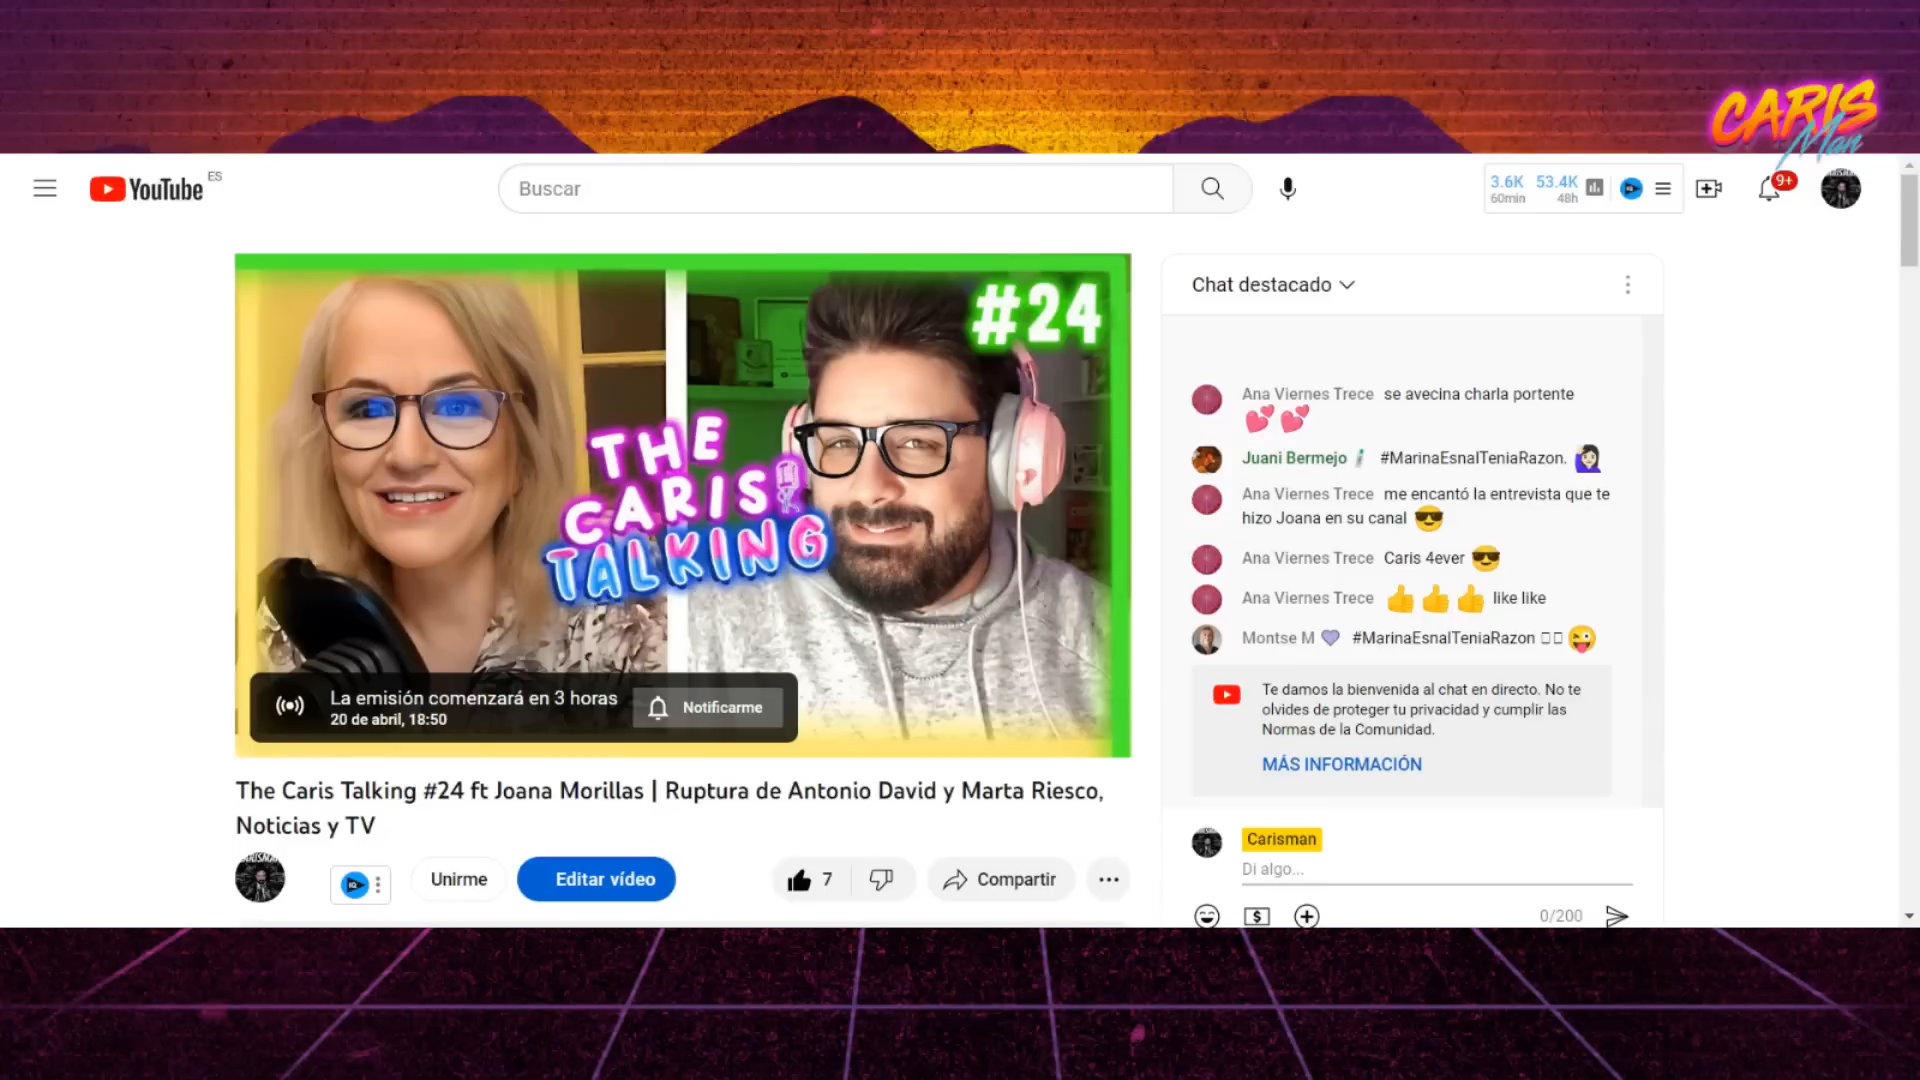 CARIS
Man
YouTube ES
Buscar
3.6K 53.4K
60min 48h
9+
#24
THE
CARIS
TALKING
La emisión comenzará en 3 horas
20 de abril, 18:50
Notificarme
The Caris Talking #24 ft Joana Morillas | Ruptura de Antonio David y Marta Riesco,
Noticias y TV
Unirme
Editar vídeo
7
Compartir
Chat destacado
Ana Viernes Trece se avecina charla portente
💕 💕
Juani Bermejo #MarinaEsnalTeniaRazon. 🙋🏻‍♀️
Ana Viernes Trece me encantó la entrevista que te
hizo Joana en su canal 😎
Ana Viernes Trece Caris 4ever 😎
Ana Viernes Trece 👍 👍 👍 like like
Montse M 💜 #MarinaEsnalTeniaRazon 😜
Te damos la bienvenida al chat en directo. No te
olvides de proteger tu privacidad y cumplir las
Normas de la Comunidad.
MÁS INFORMACIÓN
Carisman
Di algo...
0/200